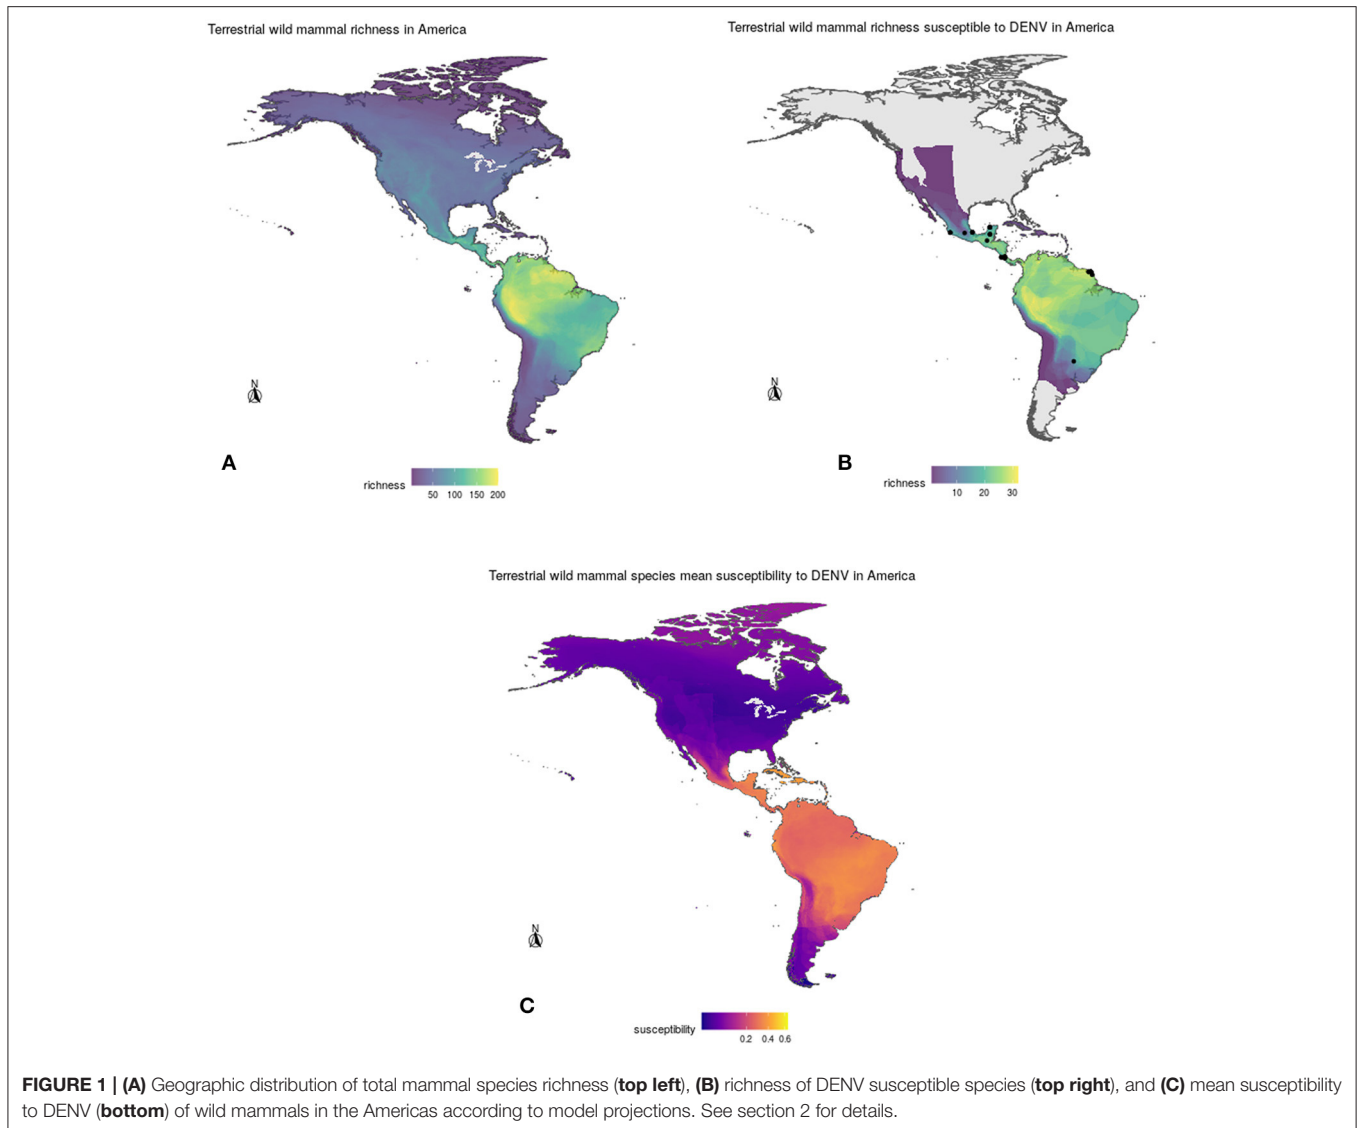 Terrestrial wild mammal richness in America
Terrestrial wild mammal richness susceptible to DENV in America
N
N
A
B
richness
50 100 150 200
richness
10 20 30
Terrestrial wild mammal species mean susceptibility to DENV in America
N
C
susceptibility
0.2 0.4 0.6
FIGURE 1 | (A) Geographic distribution of total mammal species richness (top left), (B) richness of DENV susceptible species (top right), and (C) mean susceptibility
to DENV (bottom) of wild mammals in the Americas according to model projections. See section 2 for details.